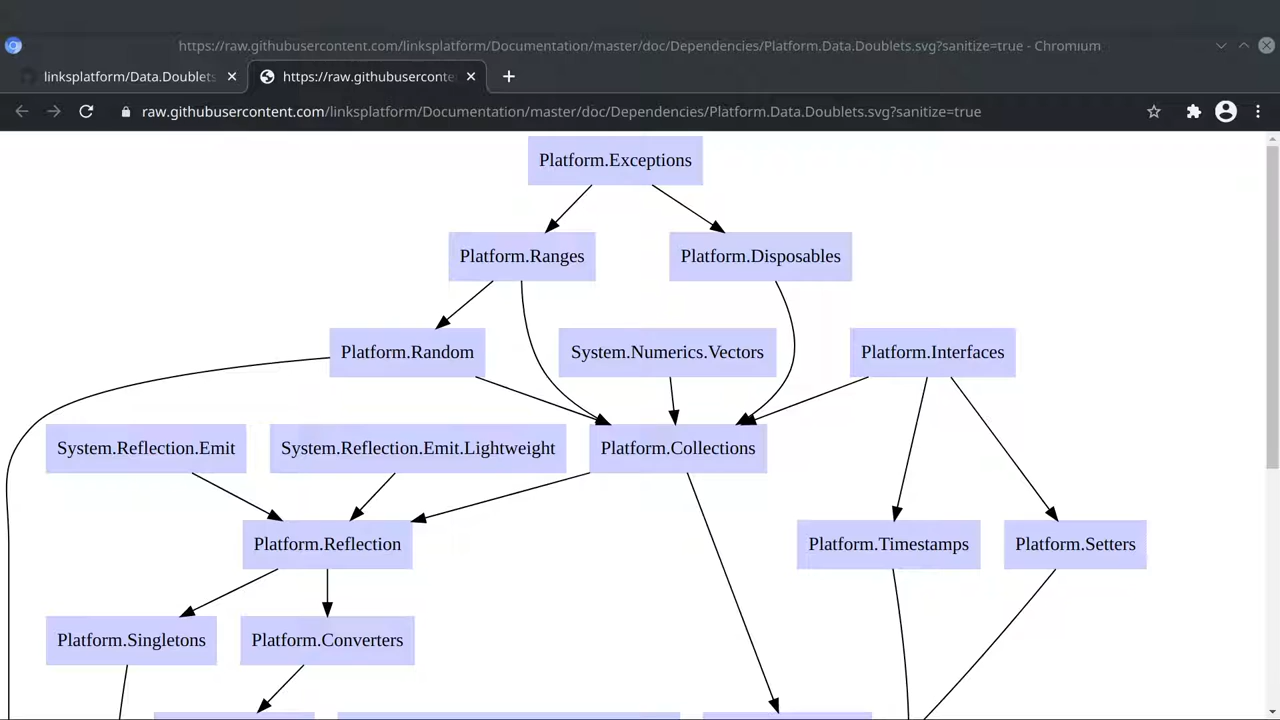 https://raw.githubusercontent.com/linksplatform/Documentation/master/doc/Dependencies/Platform.Data.Doublets.svg?sanitize=true - Chromium
linksplatform/Data.Doublets
https://raw.githubuserconte
raw.githubusercontent.com/linksplatform/Documentation/master/doc/Dependencies/Platform.Data.Doublets.svg?sanitize=true
Platform.Exceptions
Platform.Ranges
Platform.Disposables
Platform.Random
System.Numerics.Vectors
Platform.Interfaces
System.Reflection.Emit
System.Reflection.Emit.Lightweight
Platform.Collections
Platform.Reflection
Platform.Timestamps
Platform.Setters
Platform.Singletons
Platform.Converters